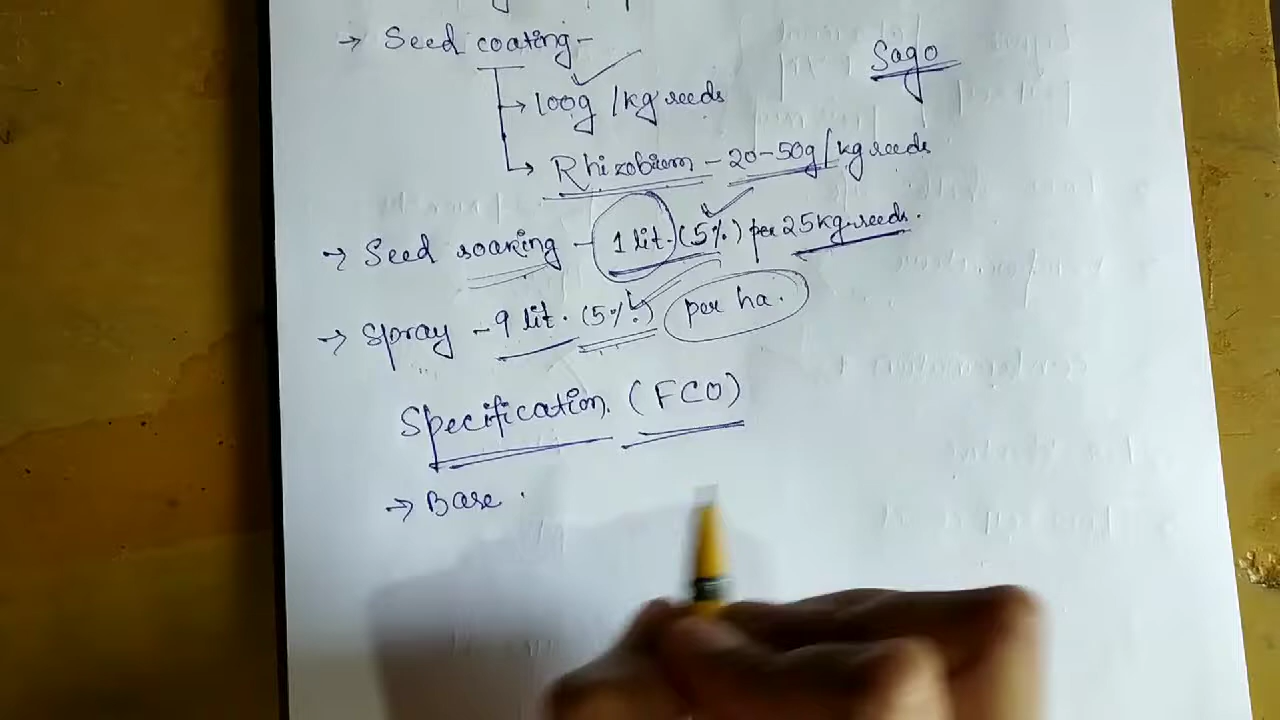 → Seed coating -
Sago
→ 100g /kg seeds
→ Rhizobium - 20-50g/kg seeds
→ Seed soaking - 1 lit. (5%) per 25kg seeds.
→ Spray - 9 lit. (5%) per ha.
Specification. (FCO)
→ Base .